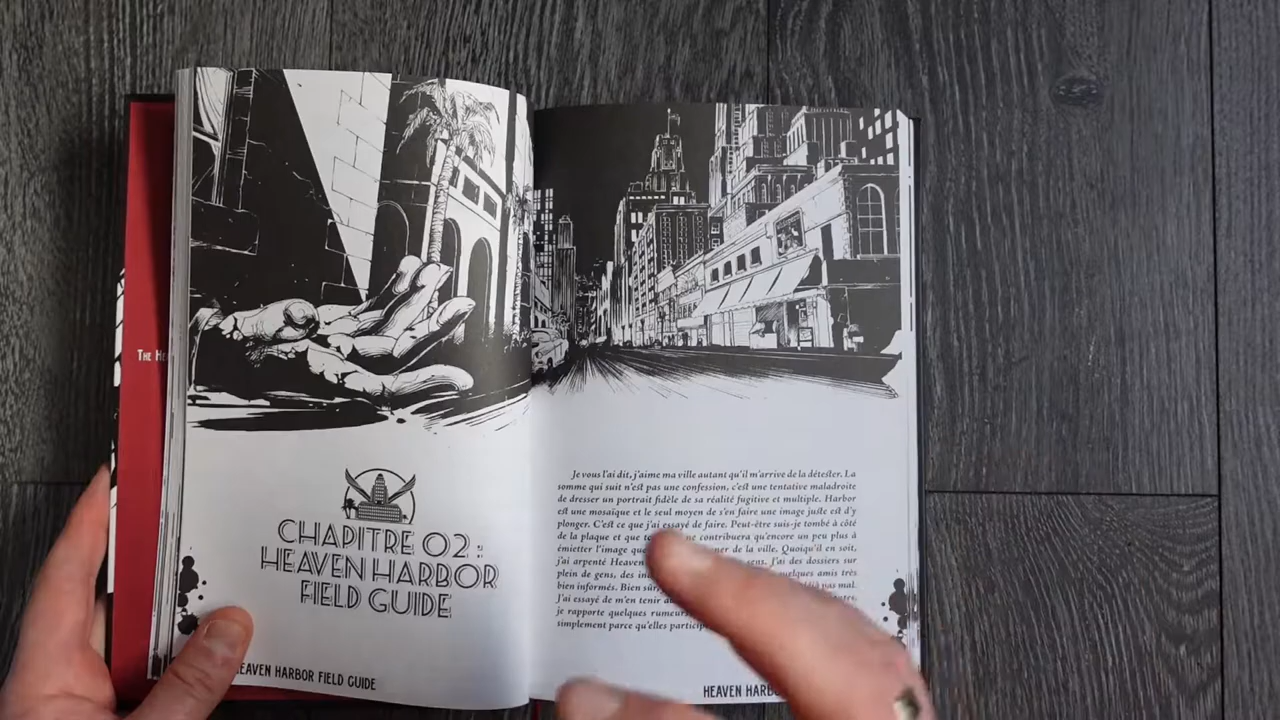 The He
CHAPITRE 02 :
HEAVEN HARBOR
FIELD GUIDE
EAVEN HARBOR FIELD GUIDE
Je vous l'ai dit, j'aime ma ville autant qu'il m'arrive de la détester. La
somme qui suit n'est pas une confession, c'est une tentative maladroite
de dresser un portrait fidèle de sa réalité fugitive et multiple. Harbor
est une mosaïque et le seul moyen de s'en faire une image juste est d'y
plonger. C'est ce que j'ai essayé de faire. Peut-être suis-je tombé à côté
de la plaque et que ne contribuera qu'encore un peu plus à
émietter l'image que ner de la ville. Quoiqu'il en soit,
j'ai arpenté Heaven sens. J'ai des dossiers sur
plein de gens, des in quelques amis très
bien informés. Bien sûr, pas mal.
J'ai essayé de m'en tenir
je rapporte quelques rumeurs
simplement parce qu'elles particip
HEAVEN HARBO